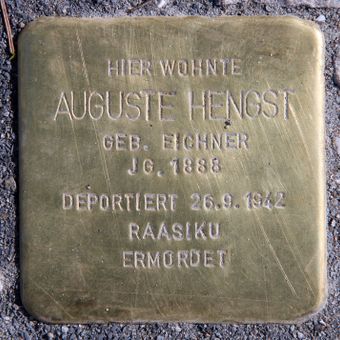 HIER WOHNTE
AUGUSTE HENGST
GEB. EICHNER
JG. 1888
DEPORTIERT 26.9.1942
RAASIKU
ERMORDET